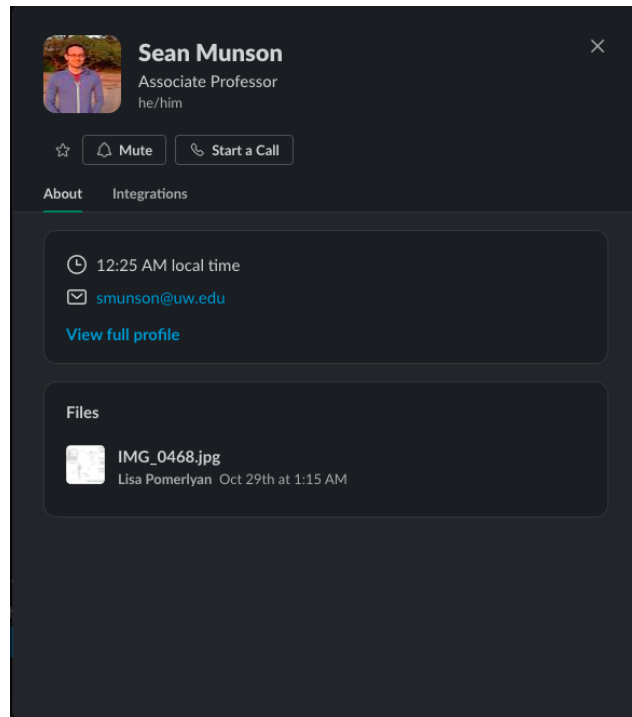 Sean Munson
Associate Professor
he/him
Mute Start a Call
About Integrations
12:25 AM local time
smunson@uw.edu
View full profile
Files
IMG_0468.jpg
Lisa Pomerlyan Oct 29th at 1:15 AM